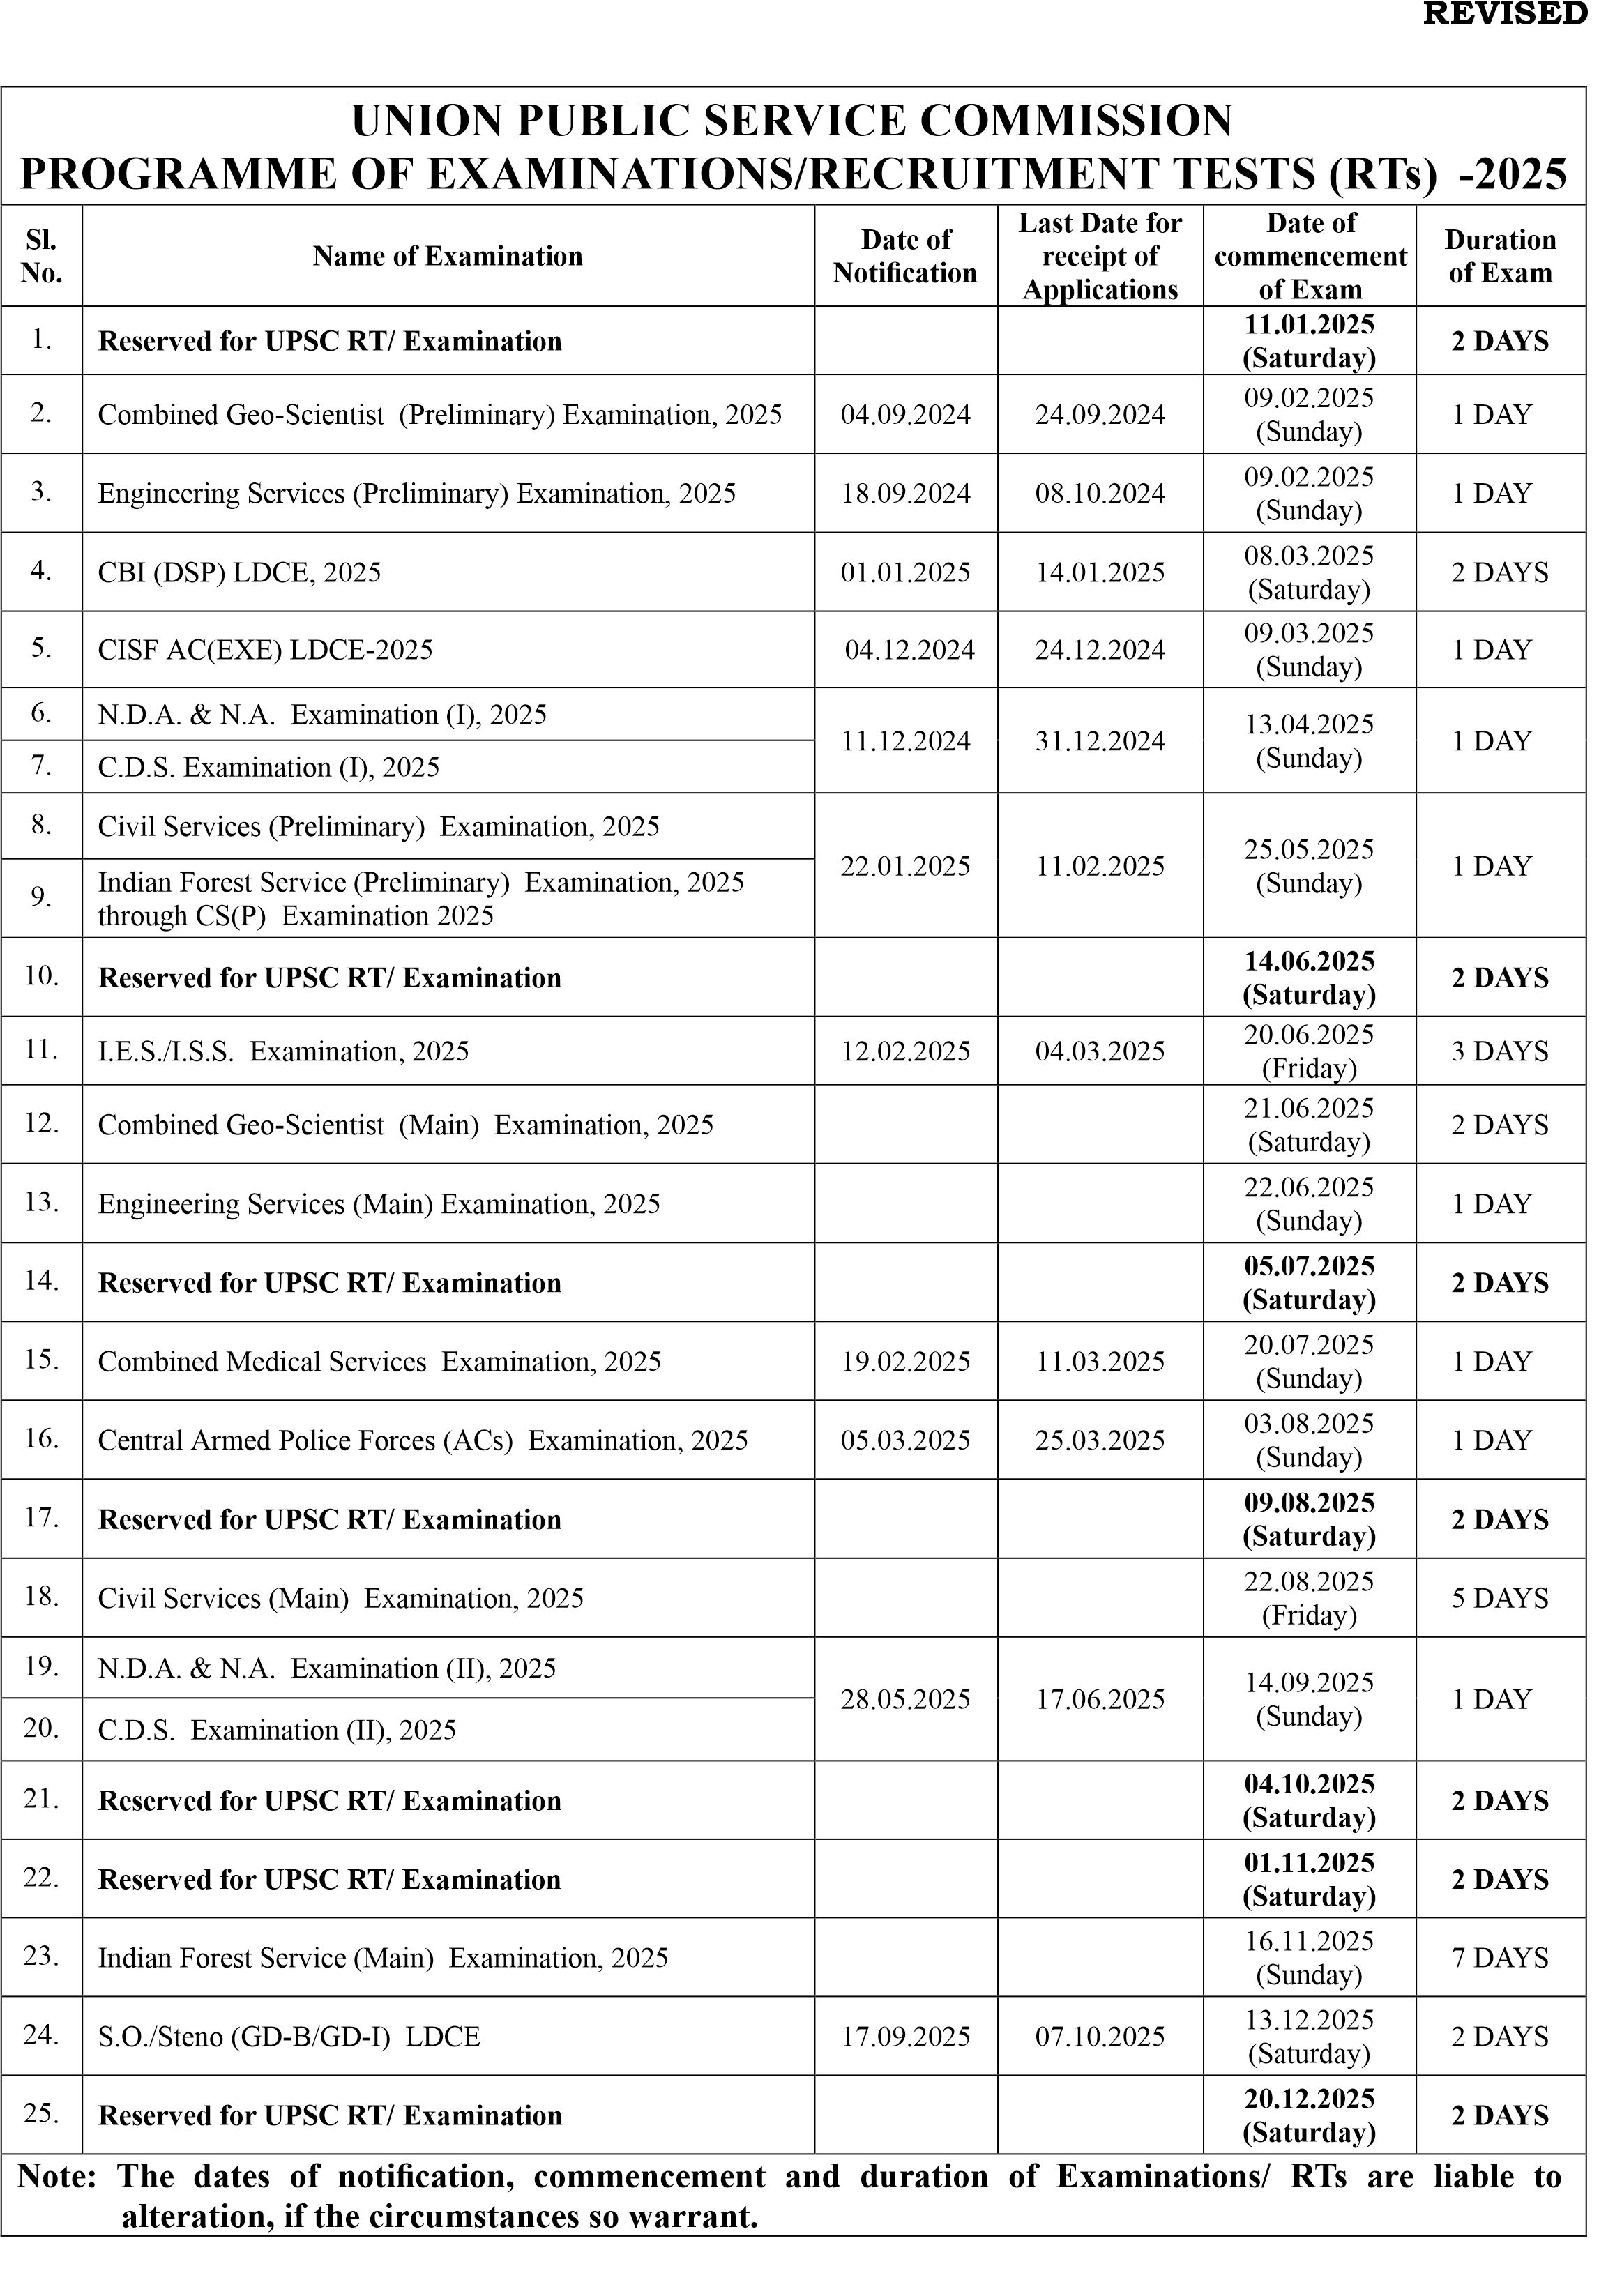 REVISED
UNION PUBLIC SERVICE COMMISSION
PROGRAMME OF EXAMINATIONS/RECRUITMENT TESTS (RTs) -2025
Sl. No. Name of Examination Date of Notification Last Date for receipt of Applications Date of commencement of Exam Duration of Exam
1. Reserved for UPSC RT/ Examination 11.01.2025 (Saturday) 2 DAYS
2. Combined Geo-Scientist (Preliminary) Examination, 2025 04.09.2024 24.09.2024 09.02.2025 (Sunday) 1 DAY
3. Engineering Services (Preliminary) Examination, 2025 18.09.2024 08.10.2024 09.02.2025 (Sunday) 1 DAY
4. CBI (DSP) LDCE, 2025 01.01.2025 14.01.2025 08.03.2025 (Saturday) 2 DAYS
5. CISF AC(EXE) LDCE-2025 04.12.2024 24.12.2024 09.03.2025 (Sunday) 1 DAY
6. N.D.A. & N.A. Examination (I), 2025 11.12.2024 31.12.2024 13.04.2025 (Sunday) 1 DAY
7. C.D.S. Examination (I), 2025
8. Civil Services (Preliminary) Examination, 2025 22.01.2025 11.02.2025 25.05.2025 (Sunday) 1 DAY
9. Indian Forest Service (Preliminary) Examination, 2025
through CS(P) Examination 2025
10. Reserved for UPSC RT/ Examination 14.06.2025 (Saturday) 2 DAYS
11. I.E.S./I.S.S. Examination, 2025 12.02.2025 04.03.2025 20.06.2025 (Friday) 3 DAYS
12. Combined Geo-Scientist (Main) Examination, 2025 21.06.2025 (Saturday) 2 DAYS
13. Engineering Services (Main) Examination, 2025 22.06.2025 (Sunday) 1 DAY
14. Reserved for UPSC RT/ Examination 05.07.2025 (Saturday) 2 DAYS
15. Combined Medical Services Examination, 2025 19.02.2025 11.03.2025 20.07.2025 (Sunday) 1 DAY
16. Central Armed Police Forces (ACs) Examination, 2025 05.03.2025 25.03.2025 03.08.2025 (Sunday) 1 DAY
17. Reserved for UPSC RT/ Examination 09.08.2025 (Saturday) 2 DAYS
18. Civil Services (Main) Examination, 2025 22.08.2025 (Friday) 5 DAYS
19. N.D.A. & N.A. Examination (II), 2025 28.05.2025 17.06.2025 14.09.2025 (Sunday) 1 DAY
20. C.D.S. Examination (II), 2025
21. Reserved for UPSC RT/ Examination 04.10.2025 (Saturday) 2 DAYS
22. Reserved for UPSC RT/ Examination 01.11.2025 (Saturday) 2 DAYS
23. Indian Forest Service (Main) Examination, 2025 16.11.2025 (Sunday) 7 DAYS
24. S.O./Steno (GD-B/GD-I) LDCE 17.09.2025 07.10.2025 13.12.2025 (Saturday) 2 DAYS
25. Reserved for UPSC RT/ Examination 20.12.2025 (Saturday) 2 DAYS
Note: The dates of notification, commencement and duration of Examinations/ RTs are liable to
alteration, if the circumstances so warrant.